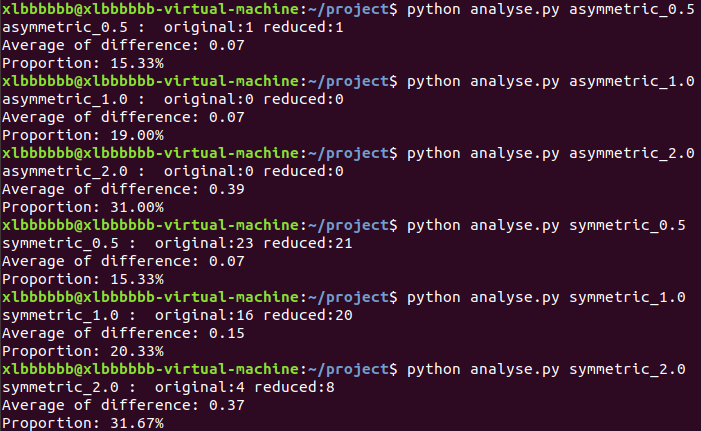 xlbbbbbb@xlbbbbbb-virtual-machine:~/project$ python analyse.py asymmetric_0.5
asymmetric_0.5 :  original:1 reduced:1
Average of difference: 0.07
Proportion: 15.33%
xlbbbbbb@xlbbbbbb-virtual-machine:~/project$ python analyse.py asymmetric_1.0
asymmetric_1.0 :  original:0 reduced:0
Average of difference: 0.07
Proportion: 19.00%
xlbbbbbb@xlbbbbbb-virtual-machine:~/project$ python analyse.py asymmetric_2.0
asymmetric_2.0 :  original:0 reduced:0
Average of difference: 0.39
Proportion: 31.00%
xlbbbbbb@xlbbbbbb-virtual-machine:~/project$ python analyse.py symmetric_0.5
symmetric_0.5 :  original:23 reduced:21
Average of difference: 0.07
Proportion: 15.33%
xlbbbbbb@xlbbbbbb-virtual-machine:~/project$ python analyse.py symmetric_1.0
symmetric_1.0 :  original:16 reduced:20
Average of difference: 0.15
Proportion: 20.33%
xlbbbbbb@xlbbbbbb-virtual-machine:~/project$ python analyse.py symmetric_2.0
symmetric_2.0 :  original:4 reduced:8
Average of difference: 0.37
Proportion: 31.67%